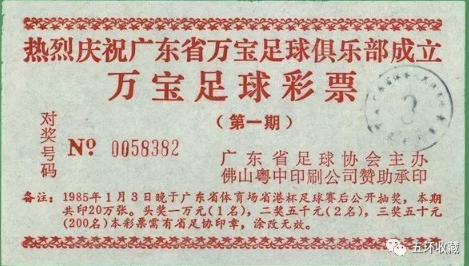 热烈庆祝广东省万宝足球俱乐部成立
万宝足球彩票
(第一期)
对奖号码
Nº 0058382
广东省足球协会主办
佛山粤中印刷公司赞助承印
备注：1985年1月3日晚于广东省体育场省港杯足球赛后公开抽奖，本期
共印20万张。头奖一万元(1名)，二奖五千元(2名)，三奖五十元
(200名)本彩票需有省足协印章，涂改无效。
3
五环收藏